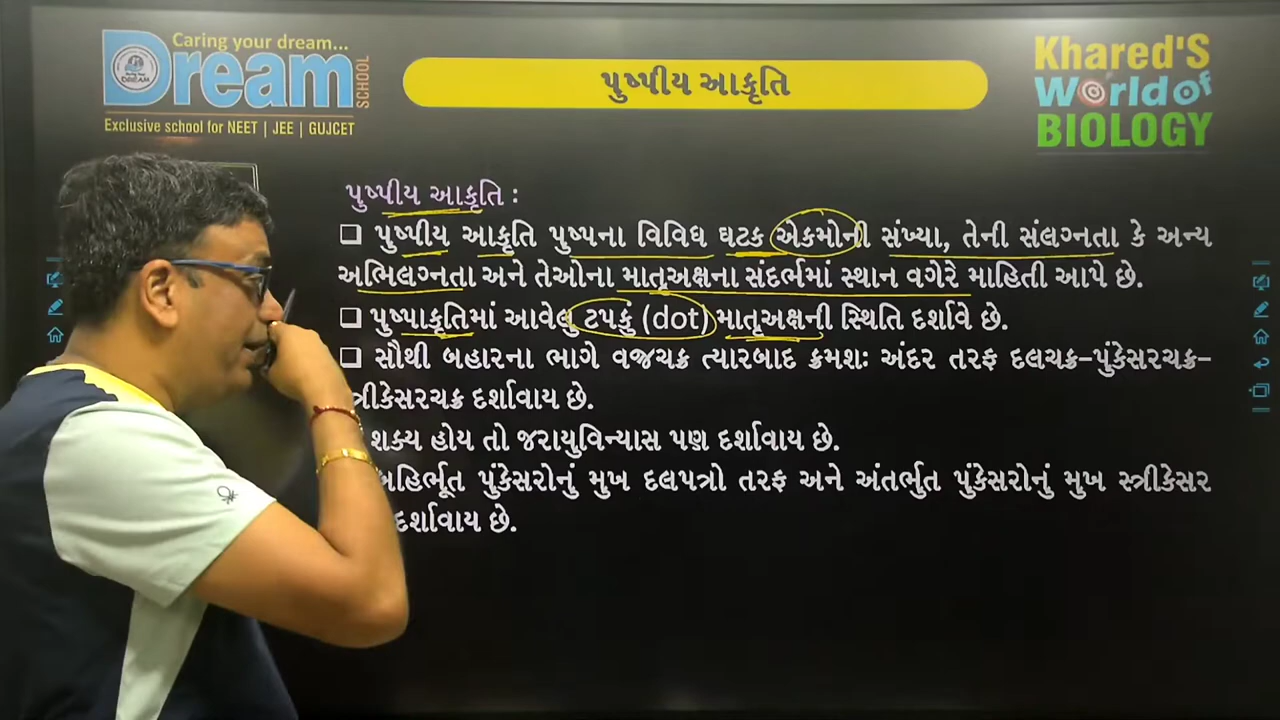 Caring your dream...
Dream SCHOOL
Exclusive school for NEET | JEE | GUJCET
પુષ્પીય આકૃતિ
Khared'S
World of
BIOLOGY
પુષ્પીય આકૃતિ :
❑ પુષ્પીય આકૃતિ પુષ્પના વિવિધ ઘટક એકમોની સંખ્યા, તેની સંલગ્નતા કે અન્ય
અભિલગ્નતા અને તેઓના માતૃઅક્ષના સંદર્ભમાં સ્થાન વગેરે માહિતી આપે છે.
❑ પુષ્પાકૃતિમાં આવેલુ ટપકું (dot) માતૃઅક્ષની સ્થિતિ દર્શાવે છે.
❑ સૌથી બહારના ભાગે વજચક્ર ત્યારબાદ ક્રમશઃ અંદર તરફ દલચક્ર–પુંકેસરચક્ર–
સ્ત્રીકેસરચક્ર દર્શાવાય છે.
શક્ય હોય તો જરાયુવિન્યાસ પણ દર્શાવાય છે.
બહિર્ભૂત પુંકેસરોનું મુખ દલપત્રો તરફ અને અંતર્ભુત પુંકેસરોનું મુખ સ્ત્રીકેસર
દર્શાવાય છે.